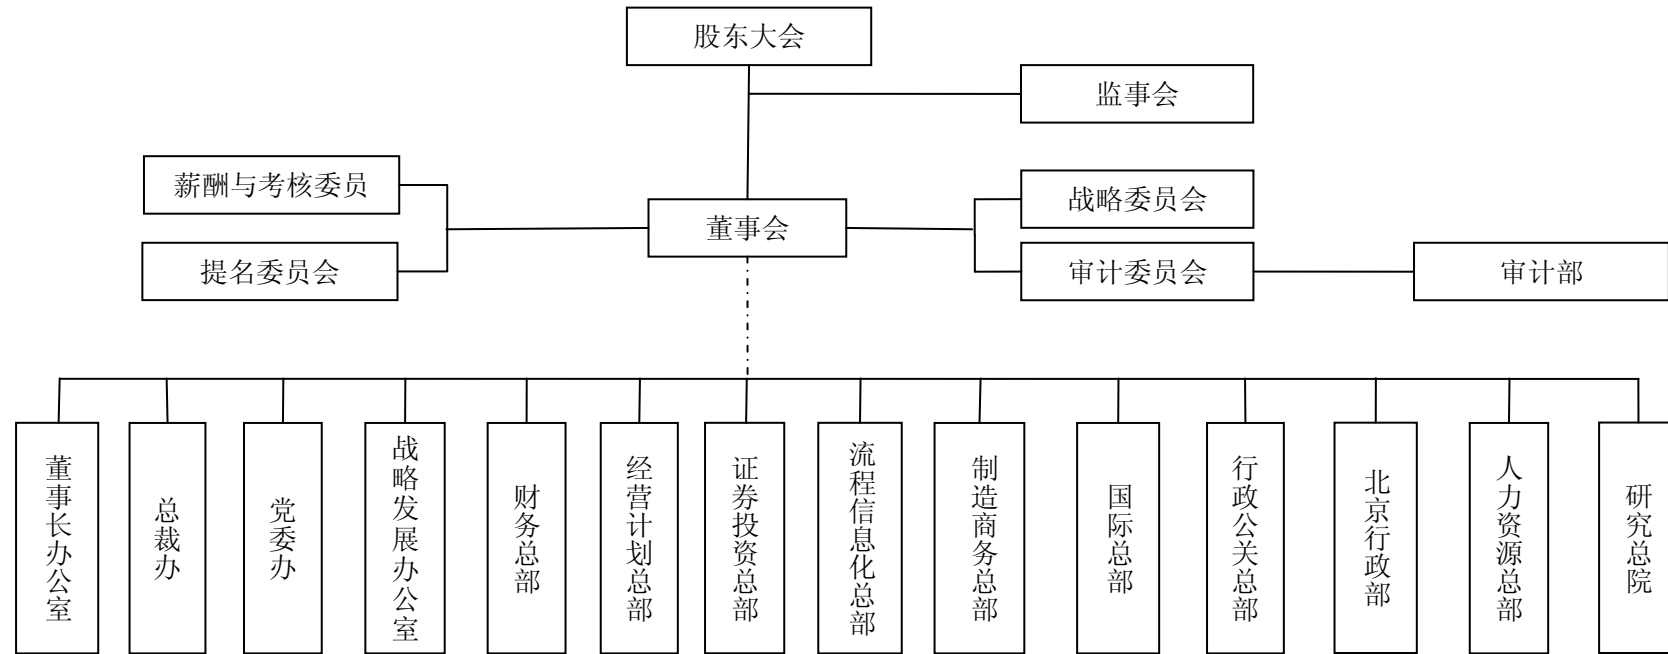 股东大会
监事会
薪酬与考核委员
战略委员会
董事会
提名委员会
审计委员会
审计部
董事长办公室
总裁办
党委办
战略发展办公室
财务总部
经营计划总部
证券投资总部
流程信息化总部
制造商务总部
国际总部
行政公关总部
北京行政部
人力资源总部
研究总院